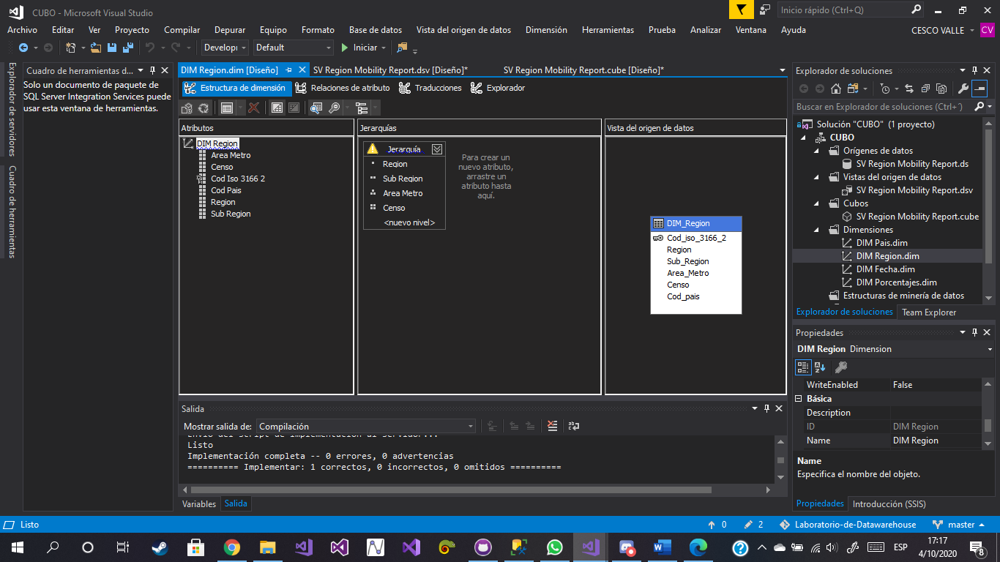 CUBO - Microsoft Visual Studio
Inicio rápido (Ctrl+Q)
Archivo Editar Ver Proyecto Compilar Depurar Equipo Formato Base de datos Vista del origen de datos Dimensión Herramientas Prueba Analizar Ventana Ayuda
CESCO VALLE CV
Developi Default Iniciar
Explorador de servidores
Cuadro de herramientas
Cuadro de herramientas d...
Solo un documento de paquete de
SQL Server Integration Services puede
usar esta ventana de herramientas.
DIM Region.dim [Diseño] SV Region Mobility Report.dsv [Diseño]* SV Region Mobility Report.cube [Diseño]*
Estructura de dimensión Relaciones de atributo Traducciones Explorador
Atributos
DIM Region
Area Metro
Censo
Cod Iso 3166 2
Cod Pais
Region
Sub Region
Jerarquías
Jerarquía
Region
Sub Region
Area Metro
Censo
<nuevo nivel>
Para crear un
nuevo atributo,
arrastre un
atributo hasta
aquí.
Vista del origen de datos
DIM_Region
Cod_iso_3166_2
Region
Sub_Region
Area_Metro
Censo
Cod_pais
Salida
Mostrar salida de: Compilación
Envío del script de implementación al servidor...
Listo
Implementación completa -- 0 errores, 0 advertencias
========== Implementar: 1 correctos, 0 incorrectos, 0 omitidos ==========
Variables Salida
Explorador de soluciones
Buscar en Explorador de soluciones (Ctrl+¨)
Solución "CUBO" (1 proyecto)
CUBO
Orígenes de datos
SV Region Mobility Report.ds
Vistas del origen de datos
SV Region Mobility Report.dsv
Cubos
SV Region Mobility Report.cube
Dimensiones
DIM Pais.dim
DIM Region.dim
DIM Fecha.dim
DIM Porcentajes.dim
Estructuras de minería de datos
Explorador de soluciones Team Explorer
Propiedades
DIM Region Dimension
WriteEnabled False
Básica
Description
ID DIM Region
Name DIM Region
Name
Especifica el nombre del objeto.
Propiedades Introducción (SSIS)
Listo
0 2 Laboratorio-de-Datawarehouse master
ESP
17:17
4/10/2020
8